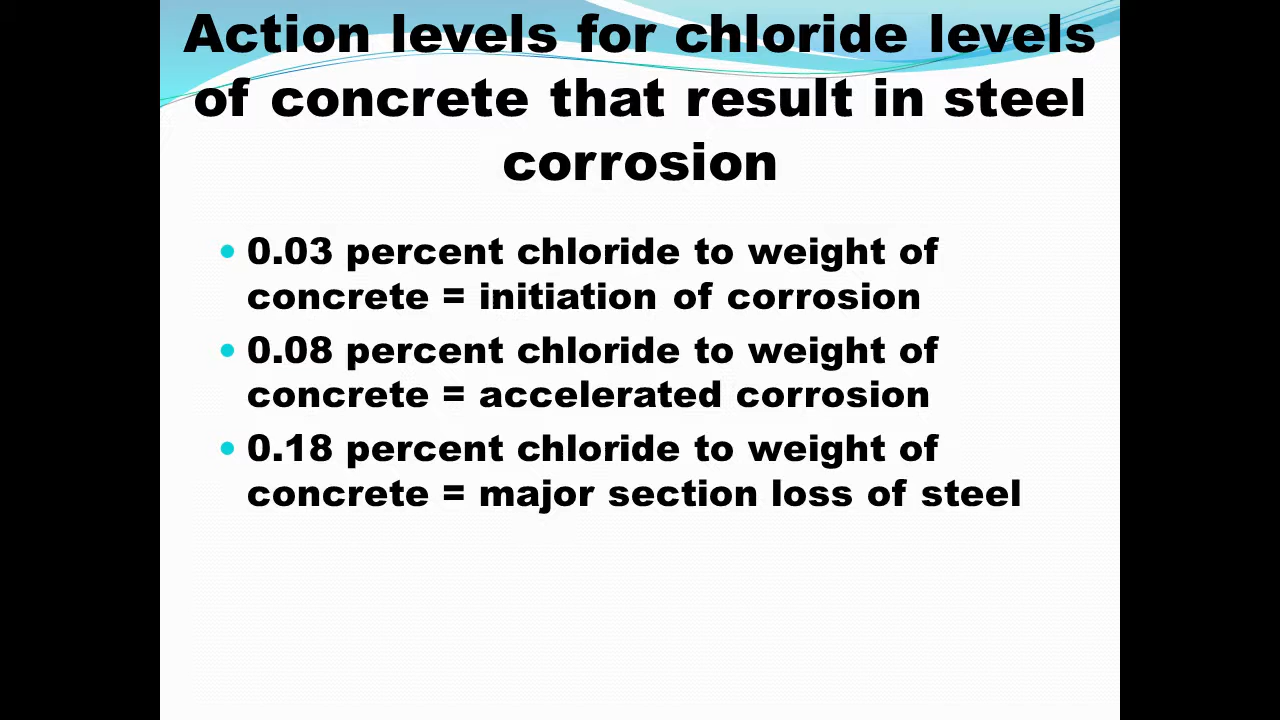 Action levels for chloride levels
of concrete that result in steel
corrosion
• 0.03 percent chloride to weight of
concrete = initiation of corrosion
• 0.08 percent chloride to weight of
concrete = accelerated corrosion
• 0.18 percent chloride to weight of
concrete = major section loss of steel